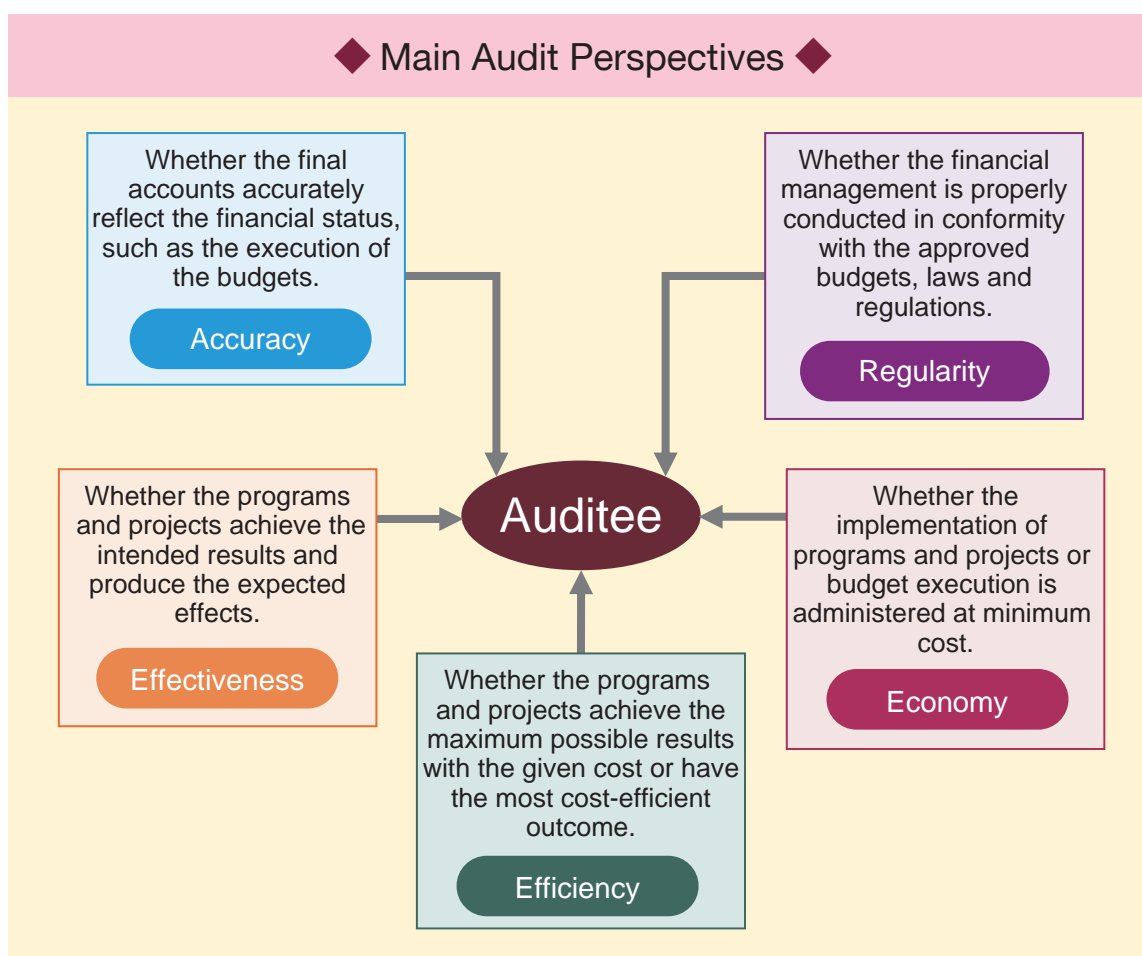 ◆ Main Audit Perspectives ◆
Whether the final
accounts accurately
reflect the financial status,
such as the execution of
the budgets.
Accuracy
Whether the financial
management is properly
conducted in conformity
with the approved
budgets, laws and
regulations.
Regularity
Auditee
Whether the programs
and projects achieve the
intended results and
produce the expected
effects.
Effectiveness
Whether the
implementation of
programs and projects or
budget execution is
administered at minimum
cost.
Economy
Whether the programs
and projects achieve the
maximum possible results
with the given cost or have
the most cost-efficient
outcome.
Efficiency